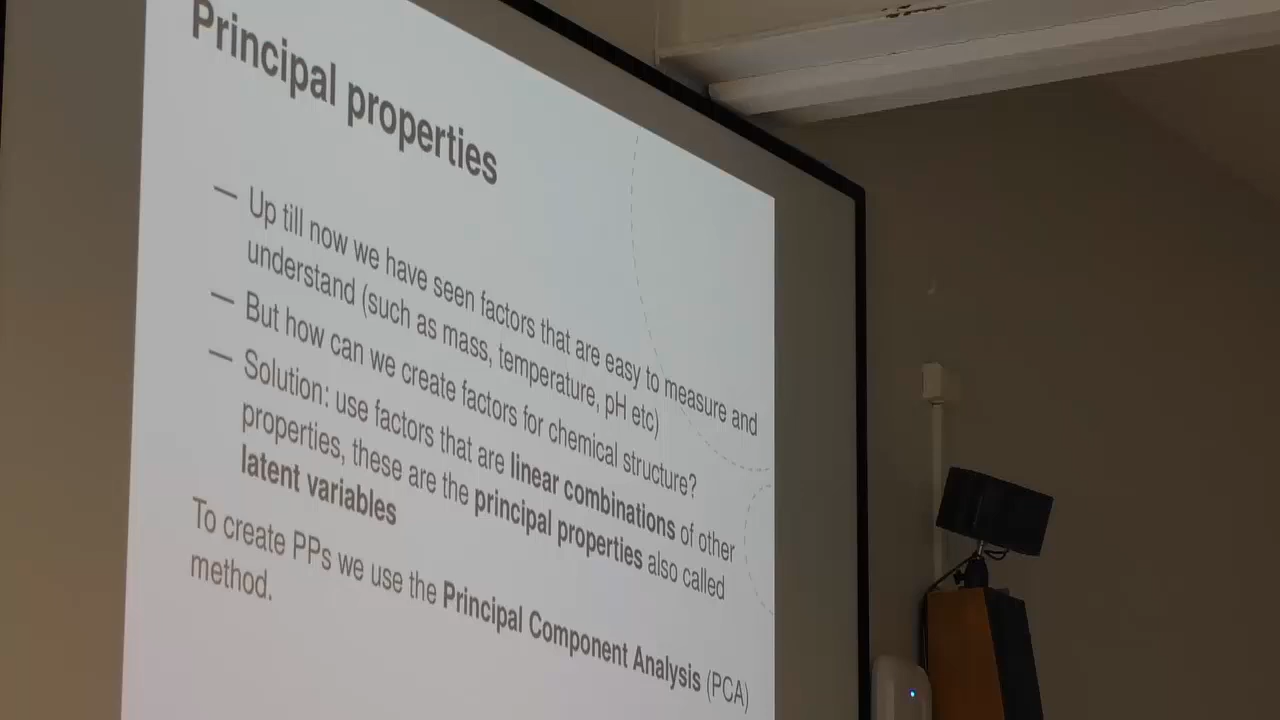 Principal properties
— Up till now we have seen factors that are easy to measure and
understand (such as mass, temperature, pH etc)
— But how can we create factors for chemical structure?
— Solution: use factors that are linear combinations of other
properties, these are the principal properties also called
latent variables
To create PPs we use the Principal Component Analysis (PCA)
method.